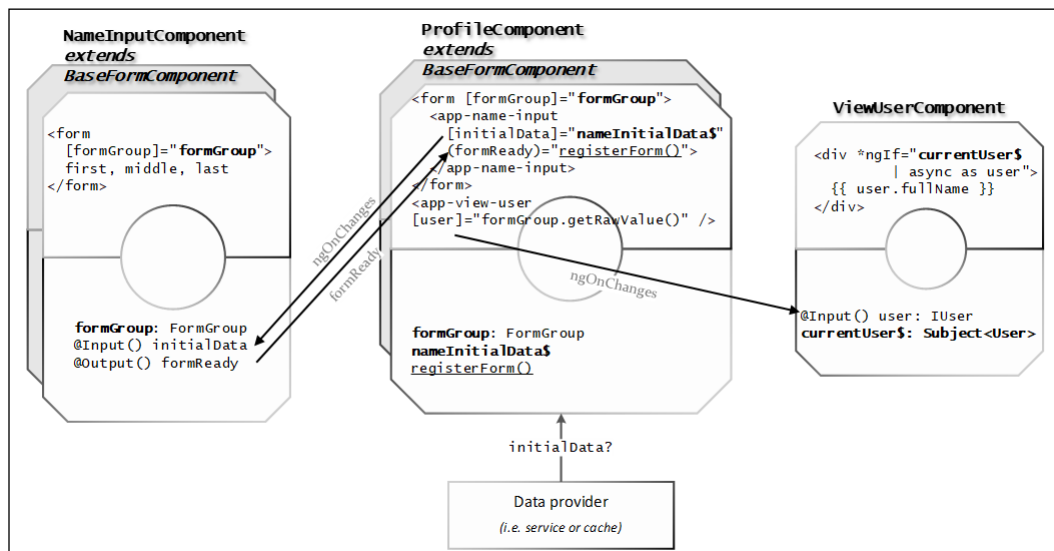 NameInputComponent
extends
BaseFormComponent
<form
[formGroup]="formGroup">
first, middle, last
</form>
formGroup: FormGroup
@Input() initialData
@Output() formReady
ngOnChanges
formReady
ProfileComponent
extends
BaseFormComponent
<form [formGroup]="formGroup">
<app-name-input
[initialData]="nameInitialData$"
(formReady)="registerForm()">
</app-name-input>
</form>
<app-view-user
[user]="formGroup.getRawValue()" />
ngOnChanges
formGroup: FormGroup
nameInitialData$
registerForm()
initialData?
Data provider
(i.e. service or cache)
ViewUserComponent
<div *ngIf="currentUser$
| async as user">
{{ user.fullName }}
</div>
@Input() user: IUser
currentUser$: Subject<User>